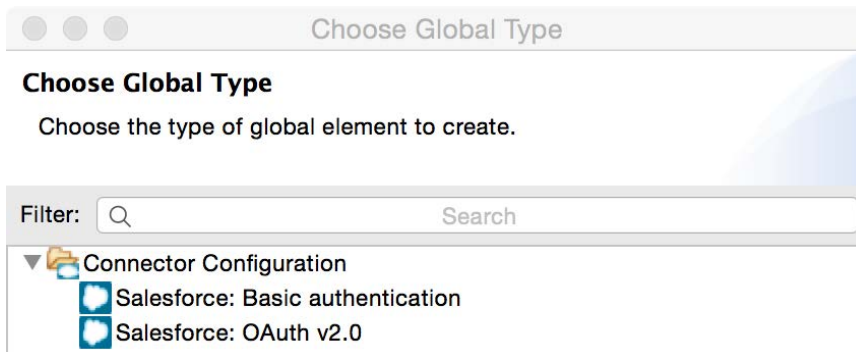 Choose Global Type
Choose Global Type
Choose the type of global element to create.
Filter: Search
Connector Configuration
Salesforce: Basic authentication
Salesforce: OAuth v2.0